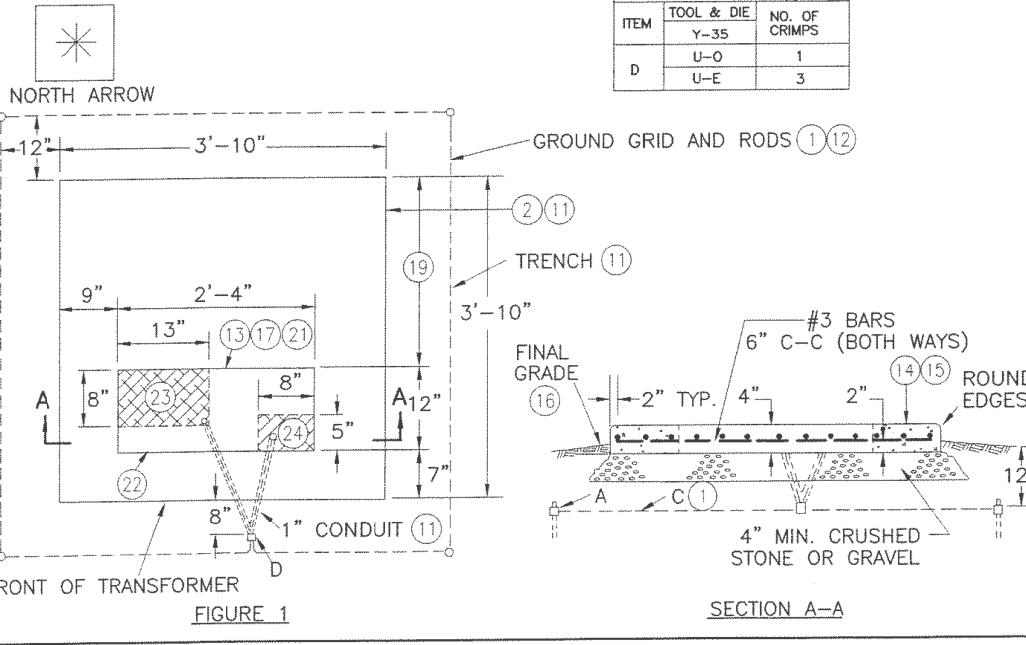 ITEM
TOOL & DIE
Y-35
NO. OF
CRIMPS
D
U-O
1
U-E
3
NORTH ARROW
12"
3'-10"
GROUND GRID AND RODS 1 12
2 11
TRENCH 11
19
3'-10"
9"
2'-4"
13"
13 17 21
8"
23
8"
A
A
12"
24
5"
22
7"
8"
1" CONDUIT 11
D
RONT OF TRANSFORMER
FIGURE 1
#3 BARS
6" C-C (BOTH WAYS)
FINAL
GRADE
16
14 15
ROUND
EDGES
2" TYP.
4"
2"
12
A
C 1
4" MIN. CRUSHED
STONE OR GRAVEL
SECTION A-A